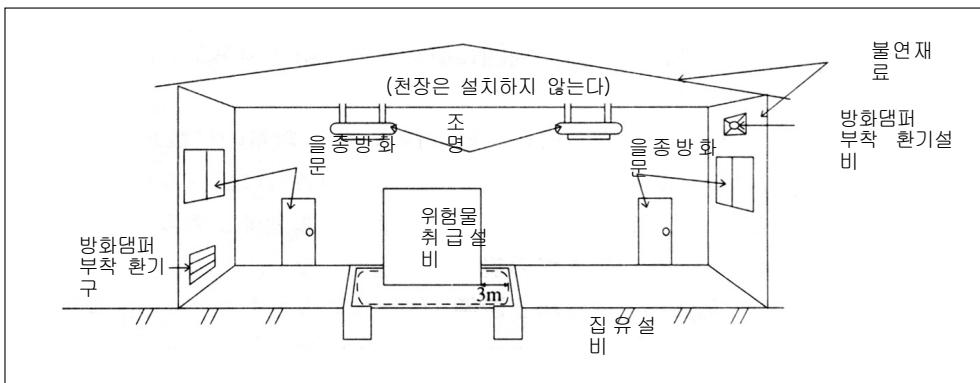 불연재
료
(천장은 설치하지 않는다)
방화댐퍼
부착 환기설
비
조
명
을종방화
문
을종방화
문
위험물
취급설
비
방화댐퍼
부착 환기
구
3m
집유설
비